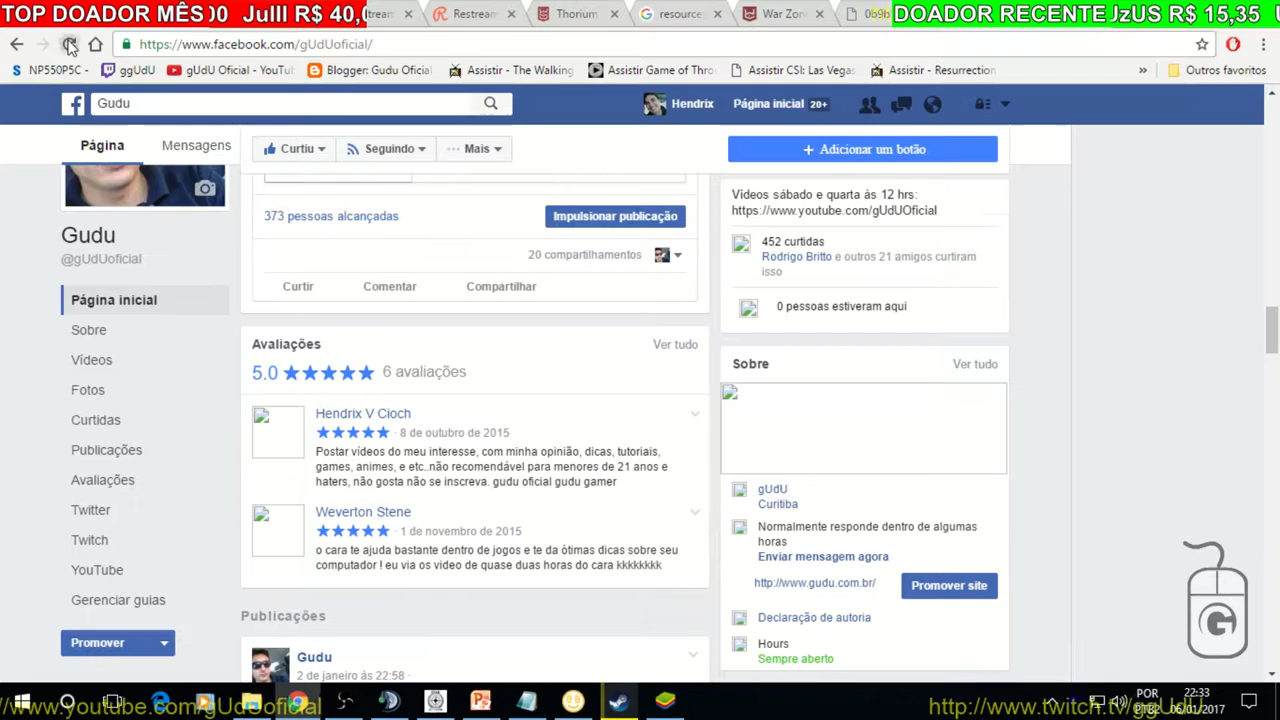 TOP DOADOR MÊS
JulII R$ 40,
stream
Restream
Thorium
resource
War Zon
DOADOR RECENTE
JzUS R$ 15,35
https://www.facebook.com/gUdUoficial/
NP550P5C -
ggUdU
gUdU Oficial - YouTu
Blogger: Gudu Oficial
Assistir - The Walking
Assistir Game of Thro
Assistir CSI: Las Vegas
Assistir - Resurrection
»
Outros favoritos
Gudu
Hendrix
Página inicial 20+
Página
Mensagens
Curtiu
Seguindo
Mais
+ Adicionar um botão
Gudu
@gUdUoficial
Página inicial
Sobre
Vídeos
Fotos
Curtidas
Publicações
Avaliações
Twitter
Twitch
YouTube
Gerenciar guias
Promover
373 pessoas alcançadas
Impulsionar publicação
20 compartilhamentos
Curtir
Comentar
Compartilhar
Avaliações
Ver tudo
5.0
6 avaliações
Hendrix V Cioch
· 8 de outubro de 2015
Postar vídeos do meu interesse, com minha opinião, dicas, tutoriais,
games, animes, e etc..não recomendável para menores de 21 anos e
haters, não gosta não se inscreva. gudu oficial gudu gamer
Weverton Stene
· 1 de novembro de 2015
o cara te ajuda bastante dentro de jogos e te da ótimas dicas sobre seu
computador ! eu via os video de quase duas horas do cara kkkkkkkk
Publicações
Gudu
2 de janeiro às 22:58 ·
Videos sábado e quarta às 12 hrs:
https://www.youtube.com/gUdUOficial
452 curtidas
Rodrigo Britto e outros 21 amigos curtiram
isso
0 pessoas estiveram aqui
Sobre
Ver tudo
gUdU
Curitiba
Normalmente responde dentro de algumas
horas
Enviar mensagem agora
http://www.gudu.com.br/
Promover site
Declaração de autoria
Hours
Sempre aberto
G
//www.youtube.com/gUdUoficial
http://www.twitch.tv/ggUdU
POR
PTB2
22:33
05/01/2017